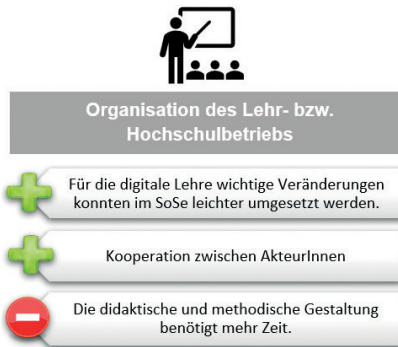 Organisation des Lehr- bzw.
Hochschulbetriebs
Für die digitale Lehre wichtige Veränderungen
konnten im SoSe leichter umgesetzt werden.
Kooperation zwischen AkteurInnen
Die didaktische und methodische Gestaltung
benötigt mehr Zeit.